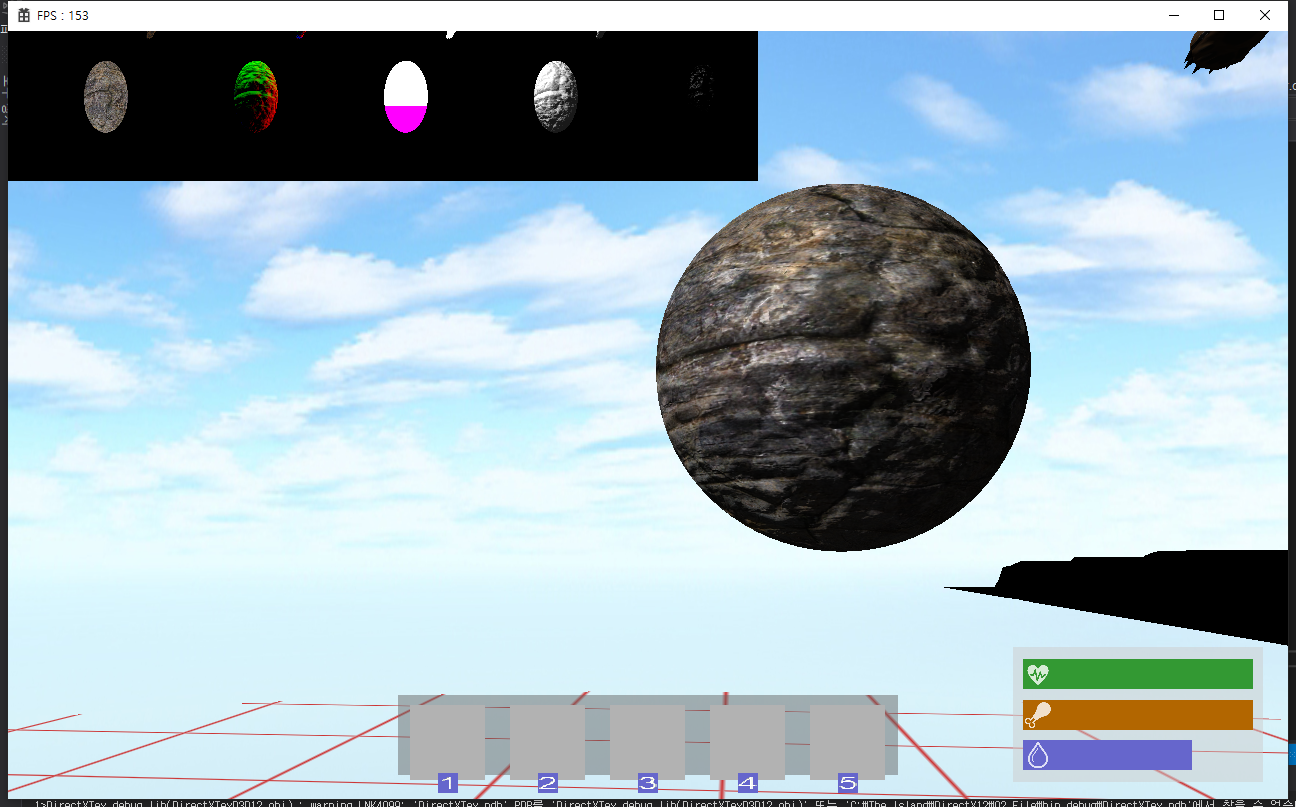 FPS : 153
1 2 3 4 5
1>DirectXTex_debug.lib(DirectXTexD3D12.obj) : warning LNK4099: 'DirectXTex.pdb' PDB를 'DirectXTex_debug.lib(DirectXTexD3D12.obj)' 또는